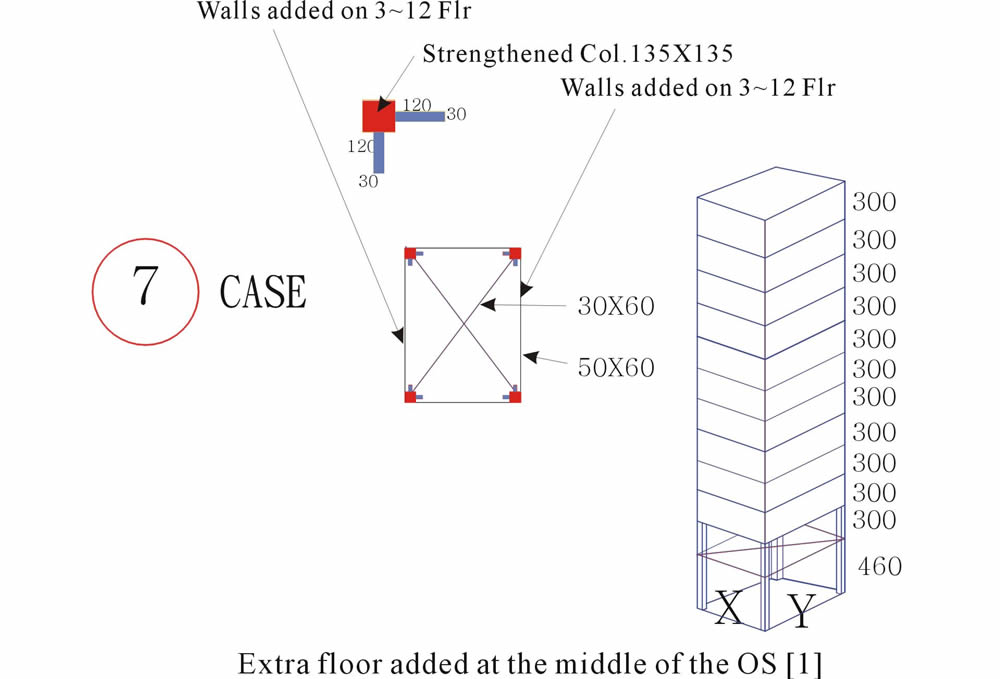 Walls added on 3~12 Flr
Strengthened Col.135X135
Walls added on 3~12 Flr
120
30
120
30
7
CASE
30X60
50X60
300
300
300
300
300
300
300
300
300
300
300
460
X
Y
Extra floor added at the middle of the OS [1]